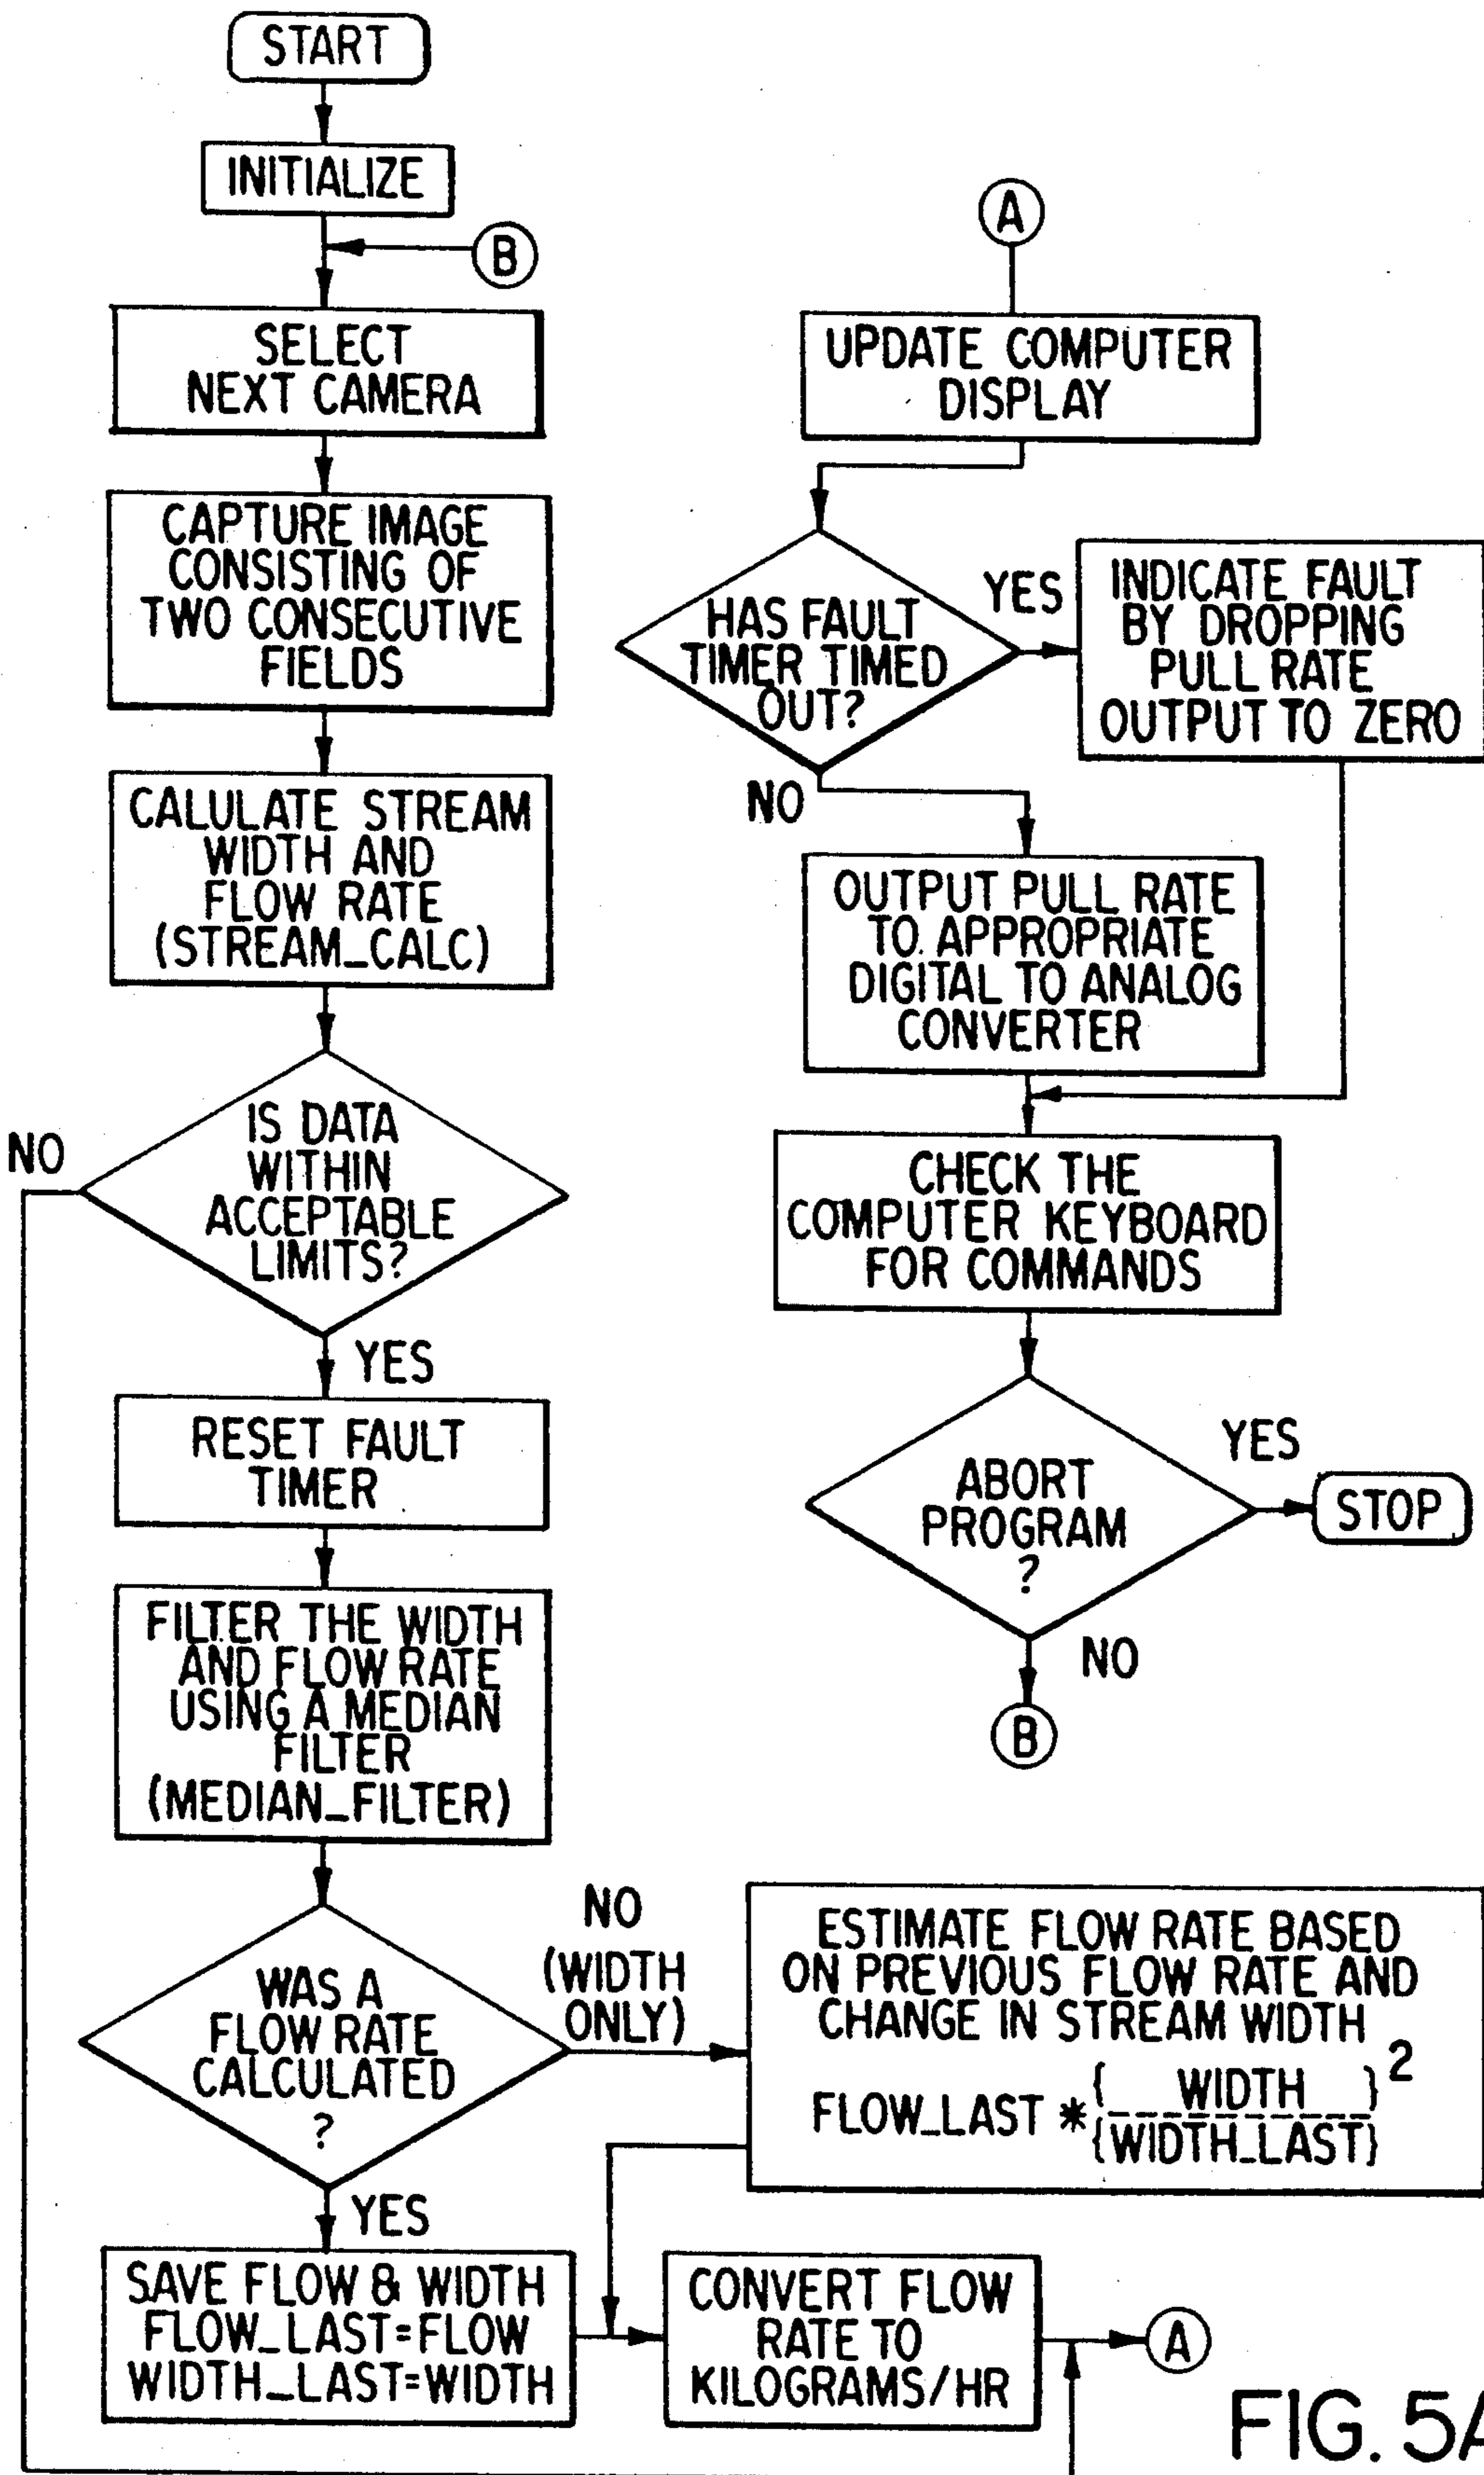 START
INITIALIZE
B
SELECT
NEXT CAMERA
CAPTURE IMAGE
CONSISTING OF
TWO CONSECUTIVE
FIELDS
CALULATE STREAM
WIDTH AND
FLOW RATE
(STREAM_CALC)
IS DATA
WITHIN
ACCEPTABLE
LIMITS?
NO
YES
RESET FAULT
TIMER
FILTER THE WIDTH
AND FLOW RATE
USING A MEDIAN
FILTER
(MEDIAN_FILTER)
WAS A
FLOW RATE
CALCULATED
?
NO
(WIDTH
ONLY)
ESTIMATE FLOW RATE BASED
ON PREVIOUS FLOW RATE AND
CHANGE IN STREAM WIDTH
FLOW_LAST * { WIDTH } 2
{WIDTH_LAST}
YES
SAVE FLOW & WIDTH
FLOW_LAST=FLOW
WIDTH_LAST=WIDTH
CONVERT FLOW
RATE TO
KILOGRAMS/HR
A
A
UPDATE COMPUTER
DISPLAY
HAS FAULT
TIMER TIMED
OUT?
YES
INDICATE FAULT
BY DROPPING
PULL RATE
OUTPUT TO ZERO
NO
OUTPUT PULL RATE
TO APPROPRIATE
DIGITAL TO ANALOG
CONVERTER
CHECK THE
COMPUTER KEYBOARD
FOR COMMANDS
ABORT
PROGRAM
?
YES
STOP
NO
B
FIG. 5A